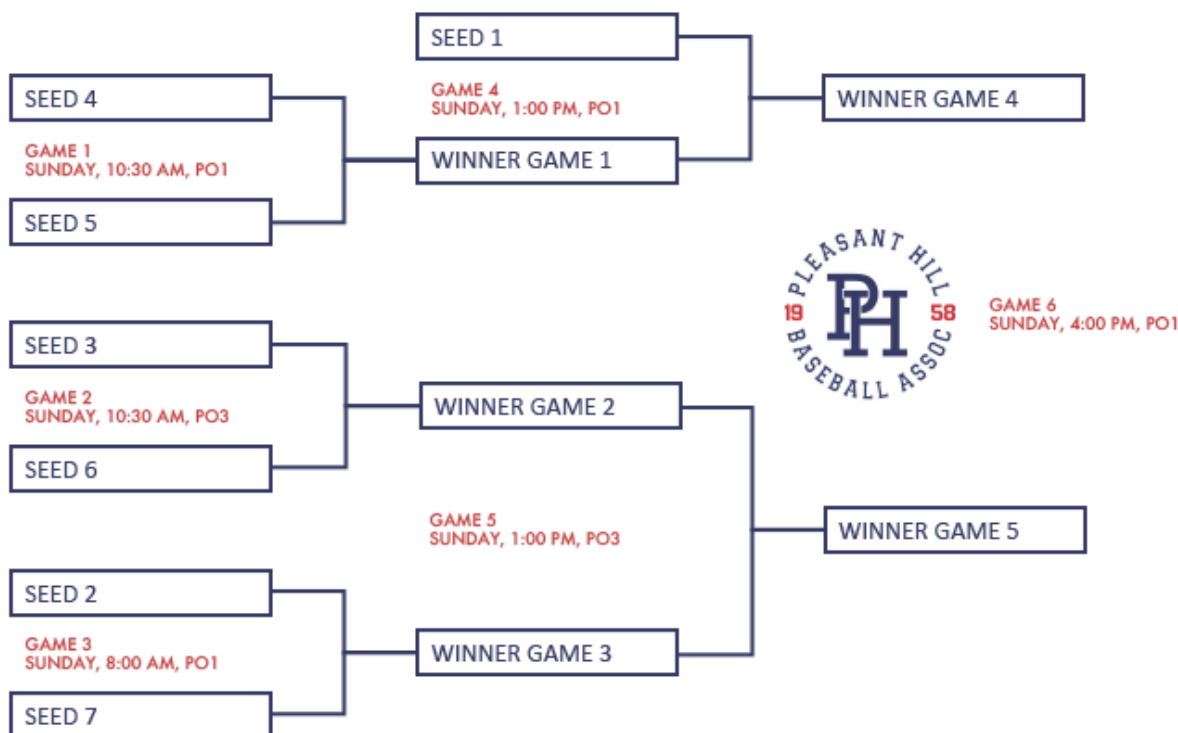 SEED 1
GAME 4
SUNDAY, 1:00 PM, PO1
WINNER GAME 1
WINNER GAME 4
SEED 4
GAME 1
SUNDAY, 10:30 AM, PO1
SEED 5
PLEASANT HILL
19 PH 58
BASEBALL ASSOC
GAME 6
SUNDAY, 4:00 PM, PO1
SEED 3
GAME 2
SUNDAY, 10:30 AM, PO3
SEED 6
WINNER GAME 2
GAME 5
SUNDAY, 1:00 PM, PO3
WINNER GAME 5
SEED 2
GAME 3
SUNDAY, 8:00 AM, PO1
SEED 7
WINNER GAME 3